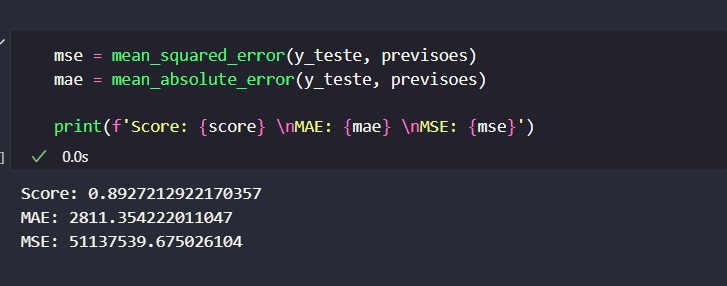 mse = mean_squared_error(y_teste, previsoes)
mae = mean_absolute_error(y_teste, previsoes)
print(f'Score: {score} \nMAE: {mae} \nMSE: {mse}')
] ✓ 0.0s
Score: 0.8927212922170357
MAE: 2811.354222011047
MSE: 51137539.675026104